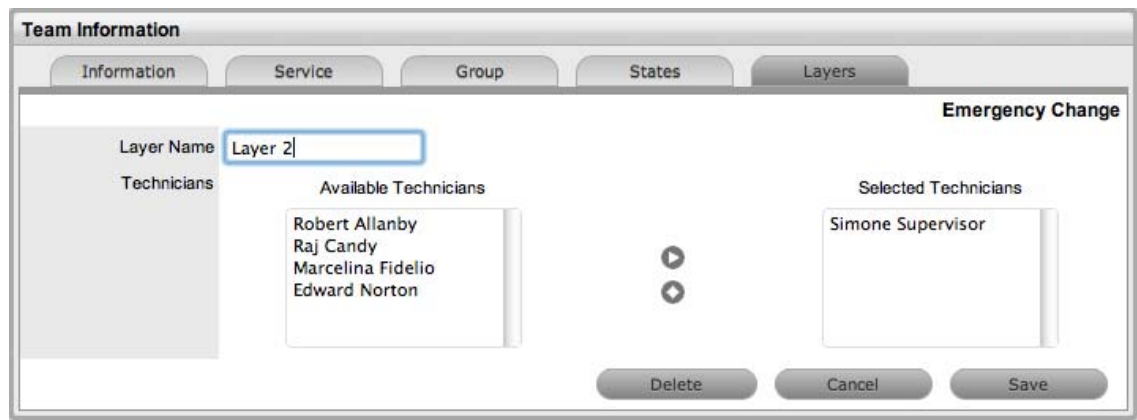 Team Information
Information Service Group States Layers
Emergency Change
Layer Name Layer 2
Technicians Available Technicians Selected Technicians
Robert Allanby Simone Supervisor
Raj Candy
Marcelina Fidelio
Edward Norton
Delete Cancel Save